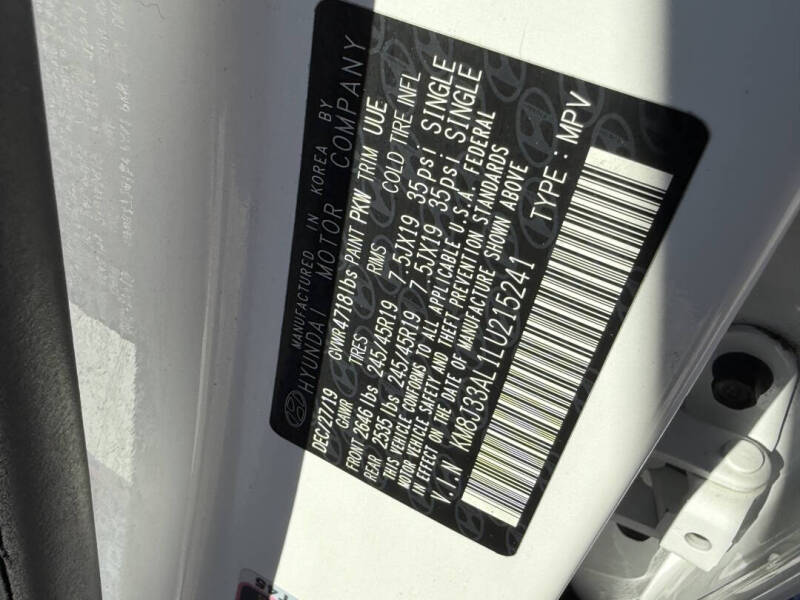 MANUFACTURED IN KOREA BY
HYUNDAI MOTOR COMPANY
DEC/27/19 GVWR 4718lbs PAINT PKW TRIM UUE
GAWR TIRES RIMS COLD TIRE INFL
FRONT 2646 lbs 245/45R19 7.5JX19 35psi SINGLE
REAR 2535 lbs 245/45R19 7.5JX19 35psi SINGLE
THIS VEHICLE CONFORMS TO ALL APPLICABLE U.S.A. FEDERAL
MOTOR VEHICLE SAFETY AND THEFT PREVENTION STANDARDS
IN EFFECT ON THE DATE OF MANUFACTURE SHOWN ABOVE
V.I.N KM8J33AL1LU215241 TYPE : MPV